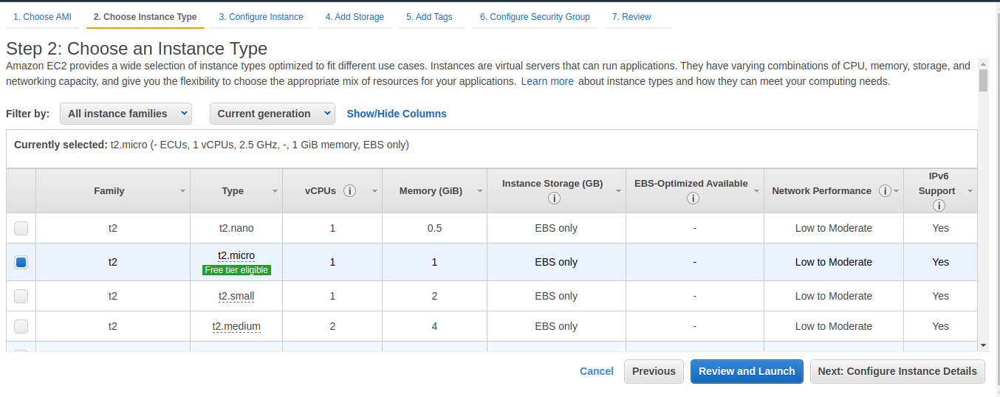 1. Choose AMI 2. Choose Instance Type 3. Configure Instance 4. Add Storage 5. Add Tags 6. Configure Security Group 7. Review
Step 2: Choose an Instance Type
Amazon EC2 provides a wide selection of instance types optimized to fit different use cases. Instances are virtual servers that can run applications. They have varying combinations of CPU, memory, storage, and
networking capacity, and give you the flexibility to choose the appropriate mix of resources for your applications. Learn more about instance types and how they can meet your computing needs.
Filter by: All instance families Current generation Show/Hide Columns
Currently selected: t2.micro (- ECUs, 1 vCPUs, 2.5 GHz, -, 1 GiB memory, EBS only)
Family Type vCPUs i Memory (GiB) Instance Storage (GB) i EBS-Optimized Available i Network Performance i IPv6 Support i
t2 t2.nano 1 0.5 EBS only - Low to Moderate Yes
t2 t2.micro Free tier eligible 1 1 EBS only - Low to Moderate Yes
t2 t2.small 1 2 EBS only - Low to Moderate Yes
t2 t2.medium 2 4 EBS only - Low to Moderate Yes
Cancel Previous Review and Launch Next: Configure Instance Details